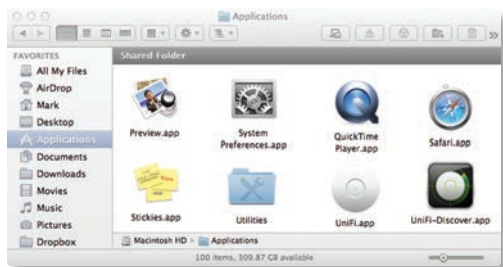 Applications
FAVORITES
All My Files
AirDrop
Mark
Desktop
Applications
Documents
Downloads
Movies
Music
Pictures
Dropbox
Shared Folder
Preview.app
System Preferences.app
QuickTime Player.app
Safari.app
Stickies.app
Utilities
UniFi.app
UniFi-Discover.app
Macintosh HD ▸ Applications
100 items, 309.87 GB available